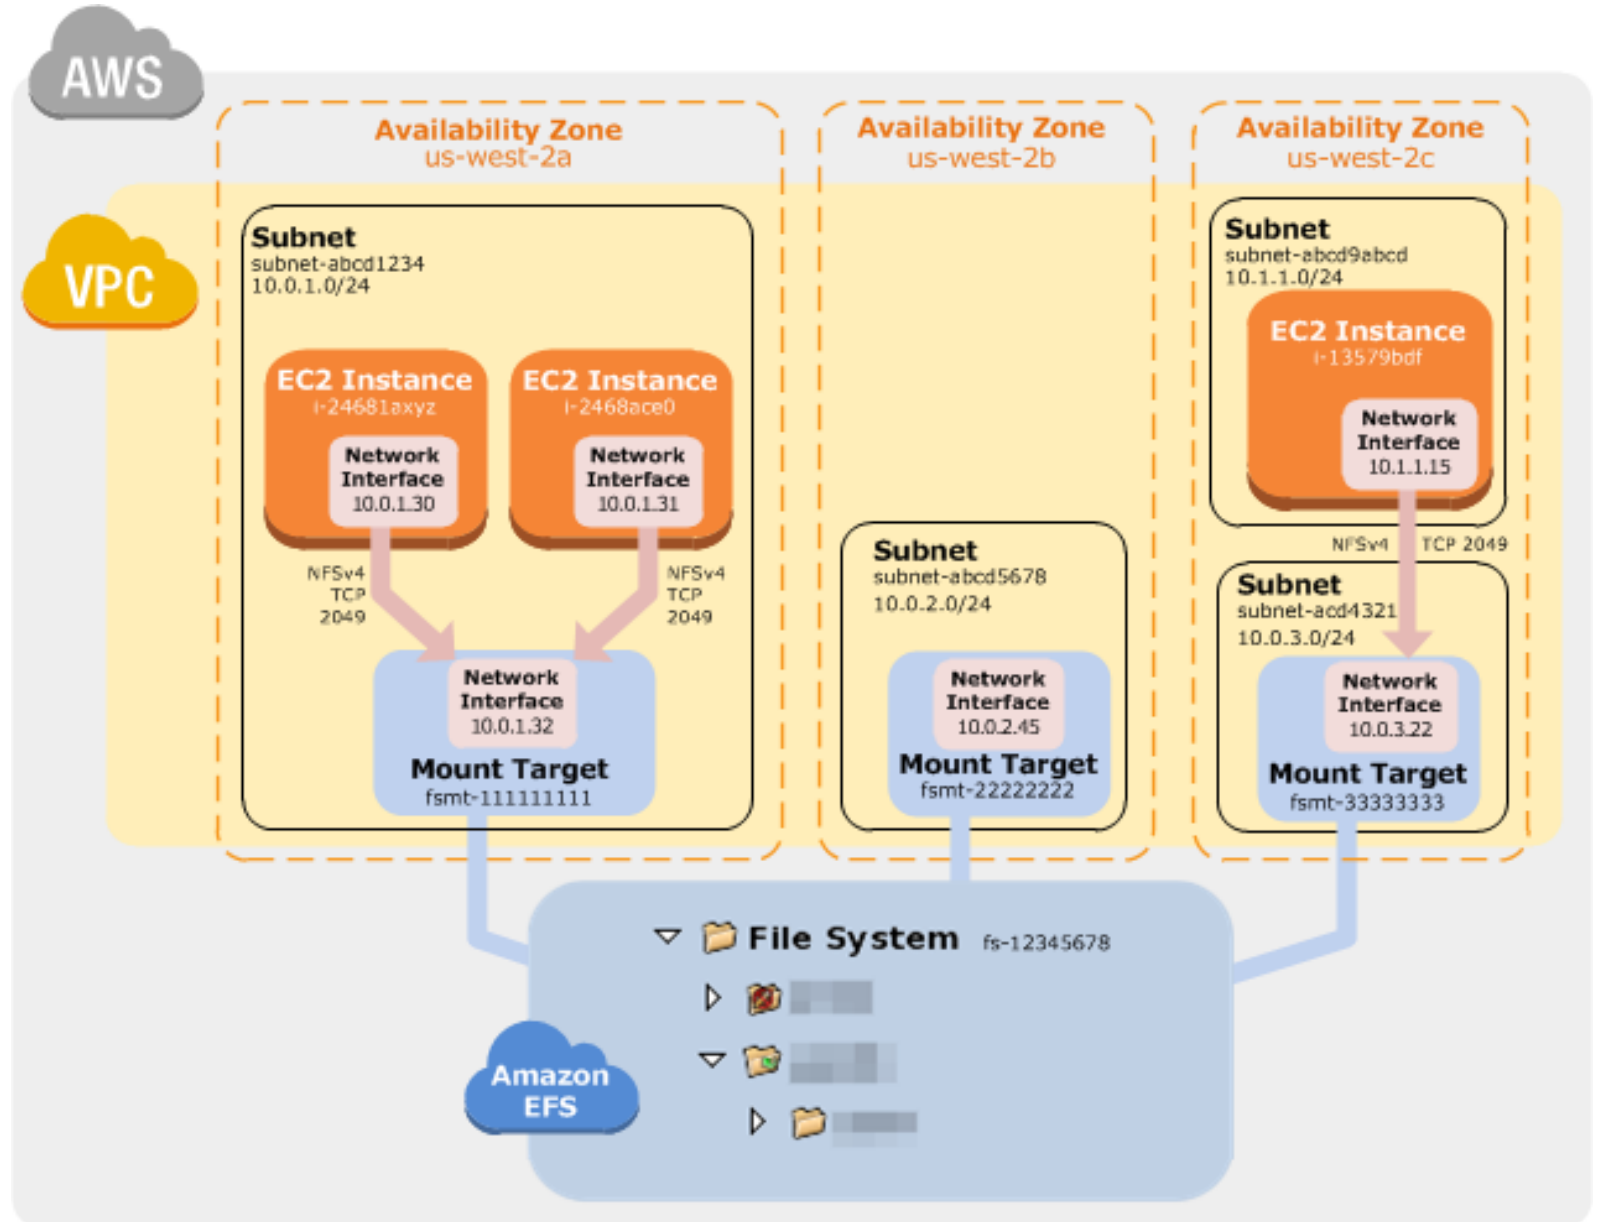 AWS
Availability Zone
us-west-2a
Availability Zone
us-west-2b
Availability Zone
us-west-2c
VPC
Subnet
subnet-abcd1234
10.0.1.0/24
EC2 Instance
i-24681axyz
Network
Interface
10.0.1.30
EC2 Instance
i-2468ace0
Network
Interface
10.0.1.31
NFSv4
TCP
2049
NFSv4
TCP
2049
Network
Interface
10.0.1.32
Mount Target
fsmt-111111111
Subnet
subnet-abcd5678
10.0.2.0/24
Network
Interface
10.0.2.45
Mount Target
fsmt-22222222
Subnet
subnet-abcd9abcd
10.1.1.0/24
EC2 Instance
i-13579bdf
Network
Interface
10.1.1.15
NFSv4 TCP 2049
Subnet
subnet-acd4321
10.0.3.0/24
Network
Interface
10.0.3.22
Mount Target
fsmt-33333333
File System fs-12345678
Amazon
EFS